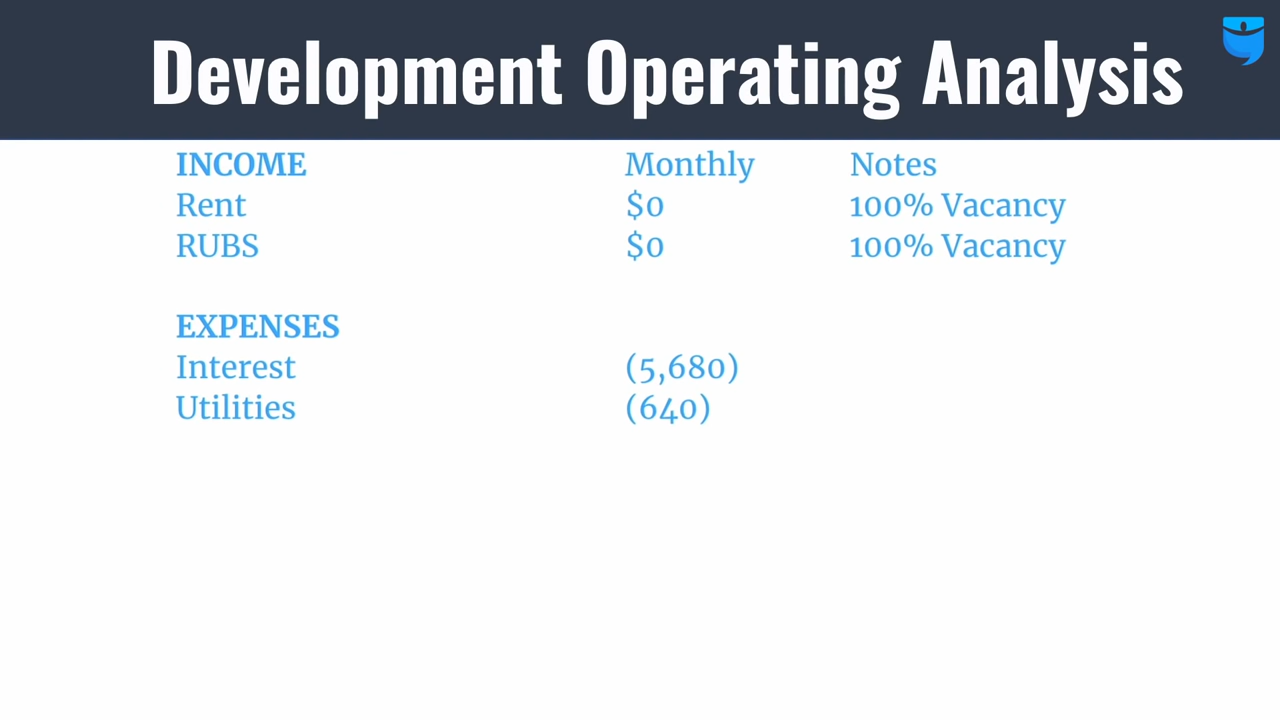 Development Operating Analysis
INCOME Monthly Notes
Rent $0 100% Vacancy
RUBS $0 100% Vacancy
EXPENSES
Interest (5,680)
Utilities (640)